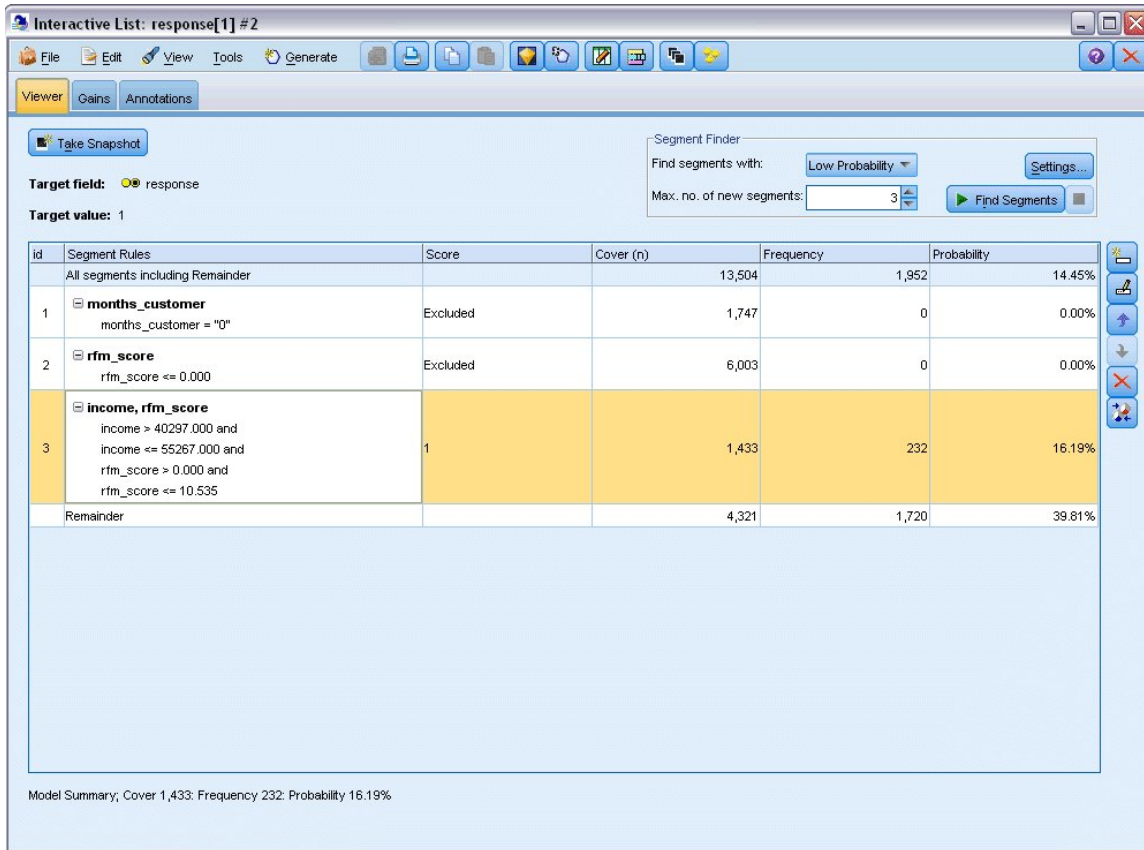 Interactive List: response[1] #2
File Edit View Tools Generate
Viewer Gains Annotations
Take Snapshot
Segment Finder
Find segments with: Low Probability Settings...
Max. no. of new segments: 3 Find Segments
Target field: response
Target value: 1
id Segment Rules Score Cover (n) Frequency Probability
All segments including Remainder 13,504 1,952 14.45%
1 months_customer Excluded 1,747 0 0.00%
months_customer = "0"
2 rfm_score Excluded 6,003 0 0.00%
rfm_score <= 0.000
income, rfm_score
income > 40297.000 and
3 income <= 55267.000 and 1 1,433 232 16.19%
rfm_score > 0.000 and
rfm_score <= 10.535
Remainder 4,321 1,720 39.81%
Model Summary; Cover 1,433: Frequency 232: Probability 16.19%